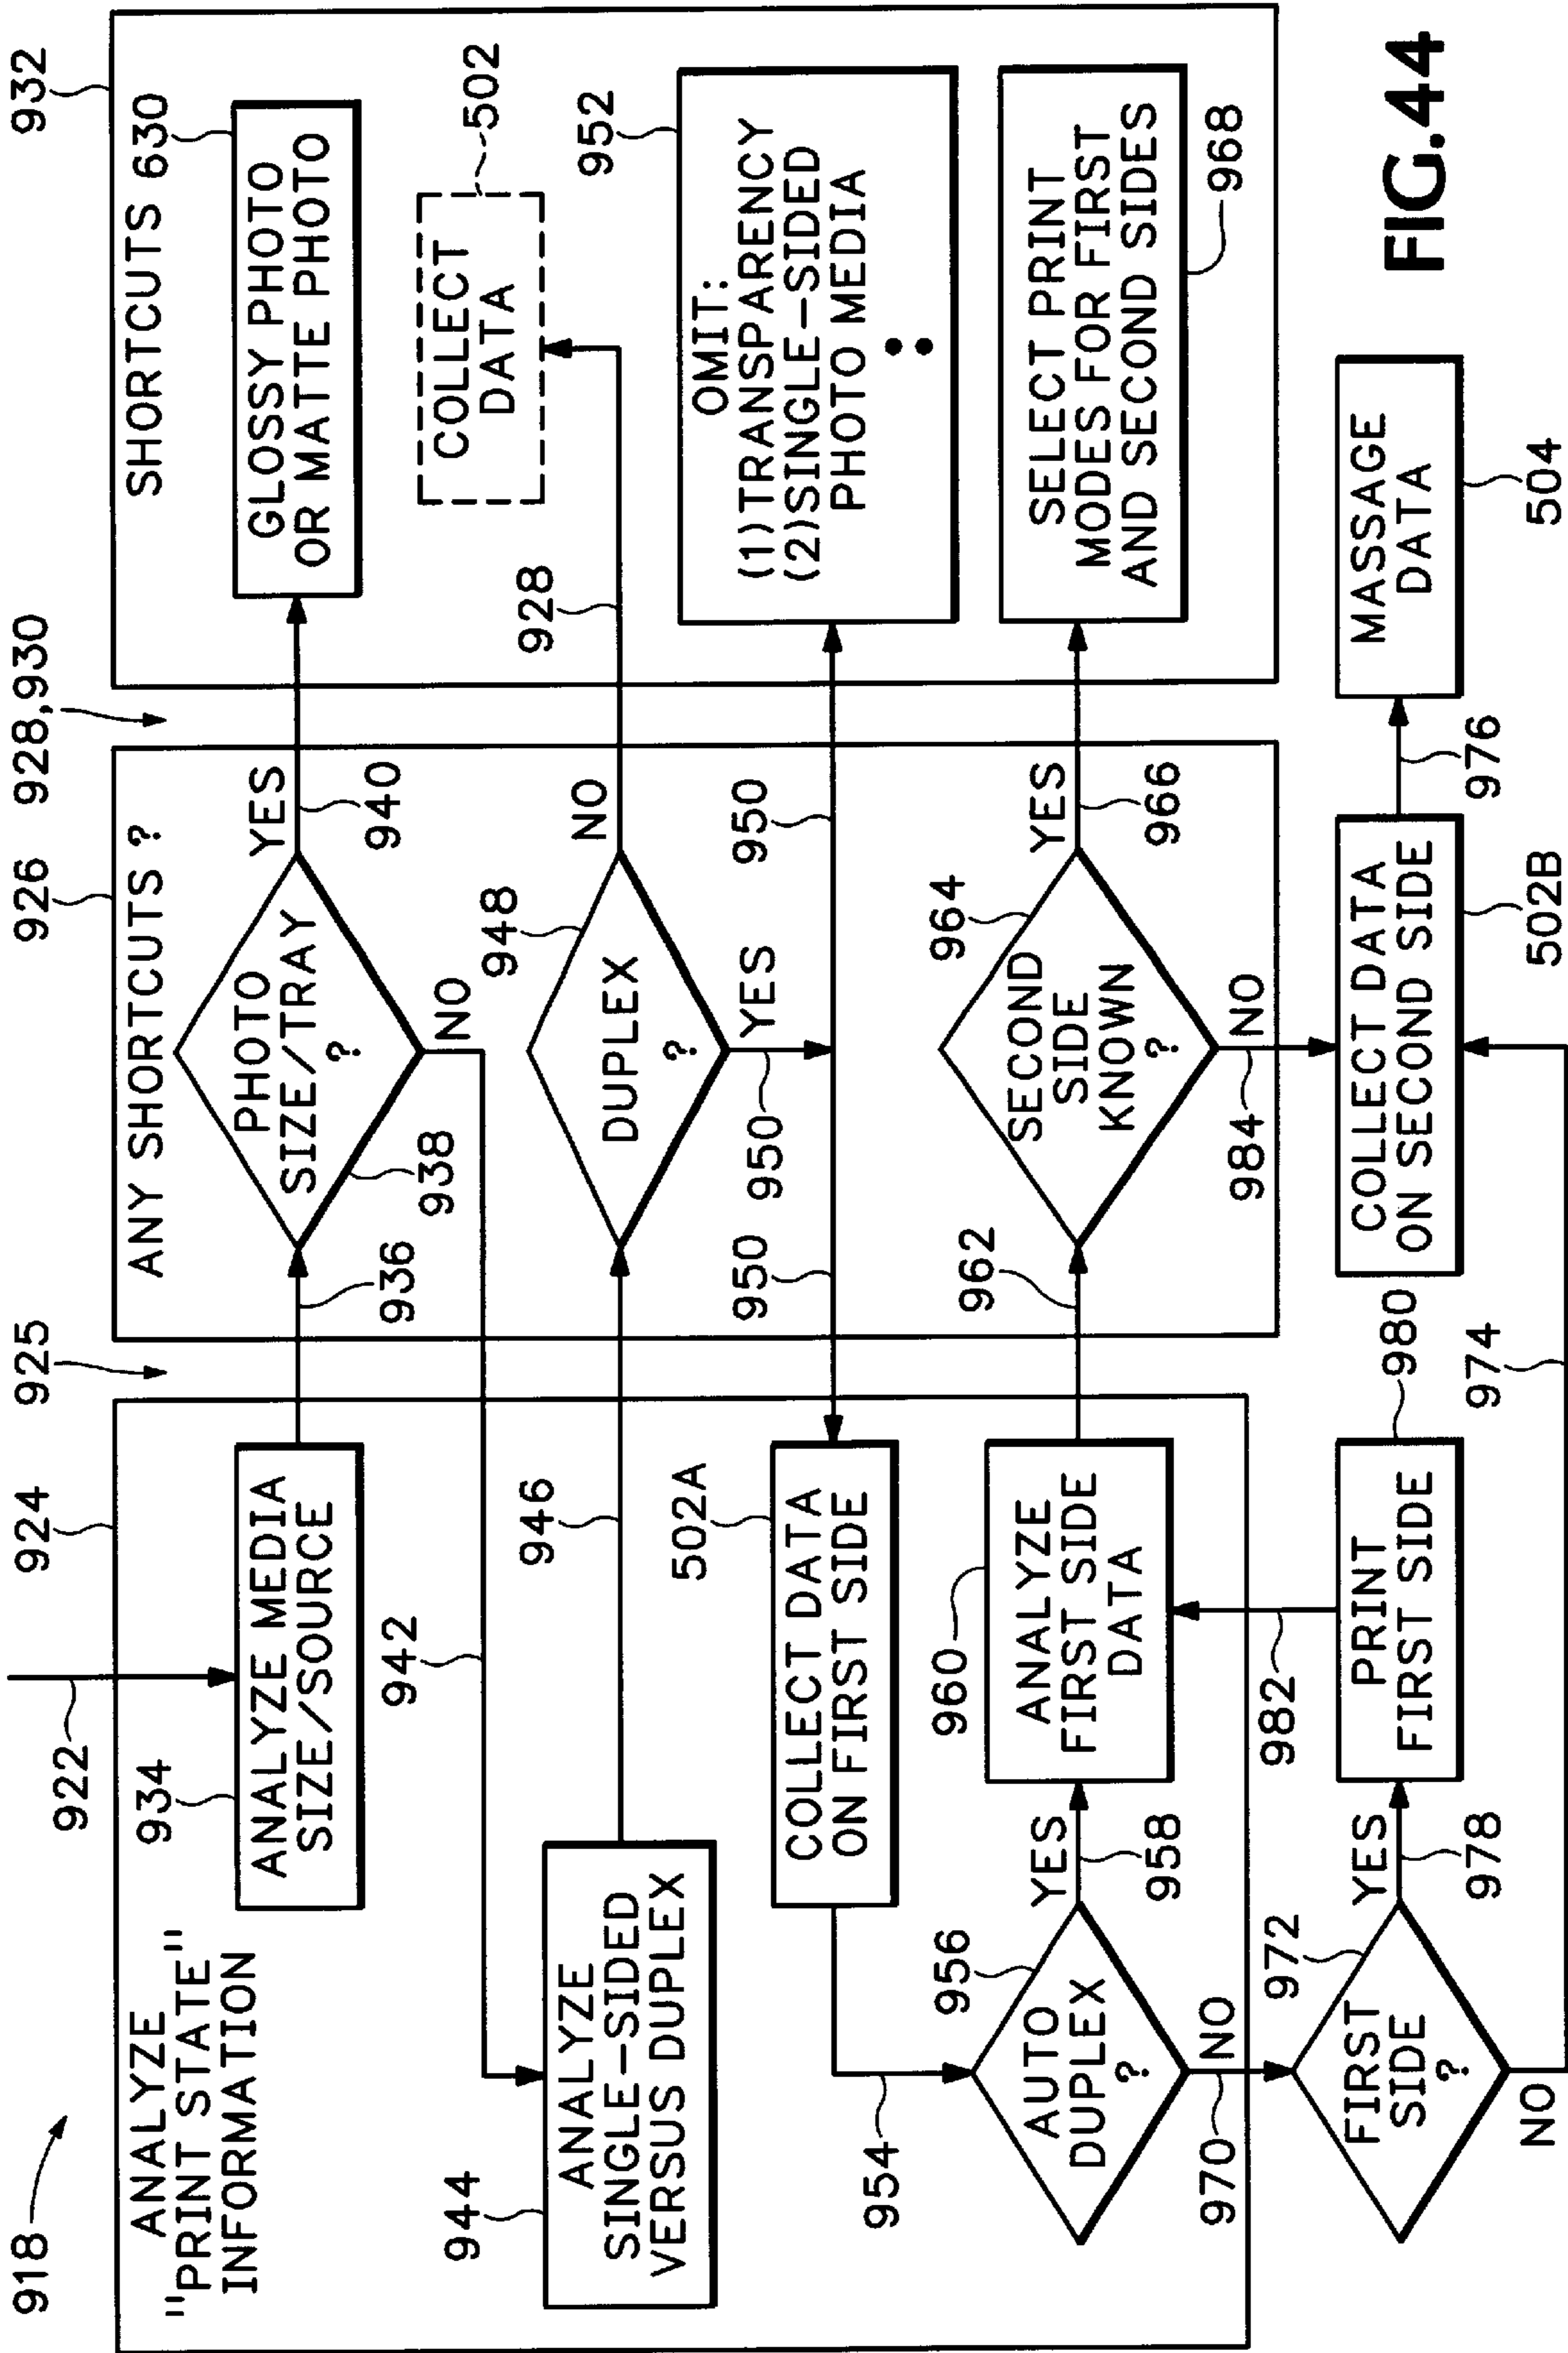 918
922
924
925
926
928,930
932
ANALYZE
"PRINT STATE"
INFORMATION
934
ANALYZE MEDIA
SIZE/SOURCE
936
ANY SHORTCUTS ?
PHOTO
SIZE/TRAY
?
938
YES
940
NO
942
SHORTCUTS 630
GLOSSY PHOTO
OR MATTE PHOTO
944
ANALYZE
SINGLE-SIDED
VERSUS DUPLEX
946
948
DUPLEX
?
NO
928
COLLECT
DATA
502
YES
950
950
950
952
OMIT:
(1)TRANSPARENCY
(2)SINGLE-SIDED
PHOTO MEDIA
502A
COLLECT DATA
ON FIRST SIDE
954
956
AUTO
DUPLEX
?
YES
958
960
ANALYZE
FIRST SIDE
DATA
962
964
SECOND
SIDE
KNOWN
?
YES
966
SELECT PRINT
MODES FOR FIRST
AND SECOND SIDES
968
NO
970
972
FIRST
SIDE
?
YES
978
NO
982
PRINT
FIRST SIDE
980
974
984
NO
COLLECT DATA
ON SECOND SIDE
502B
976
MASSAGE
DATA
504
FIG.44